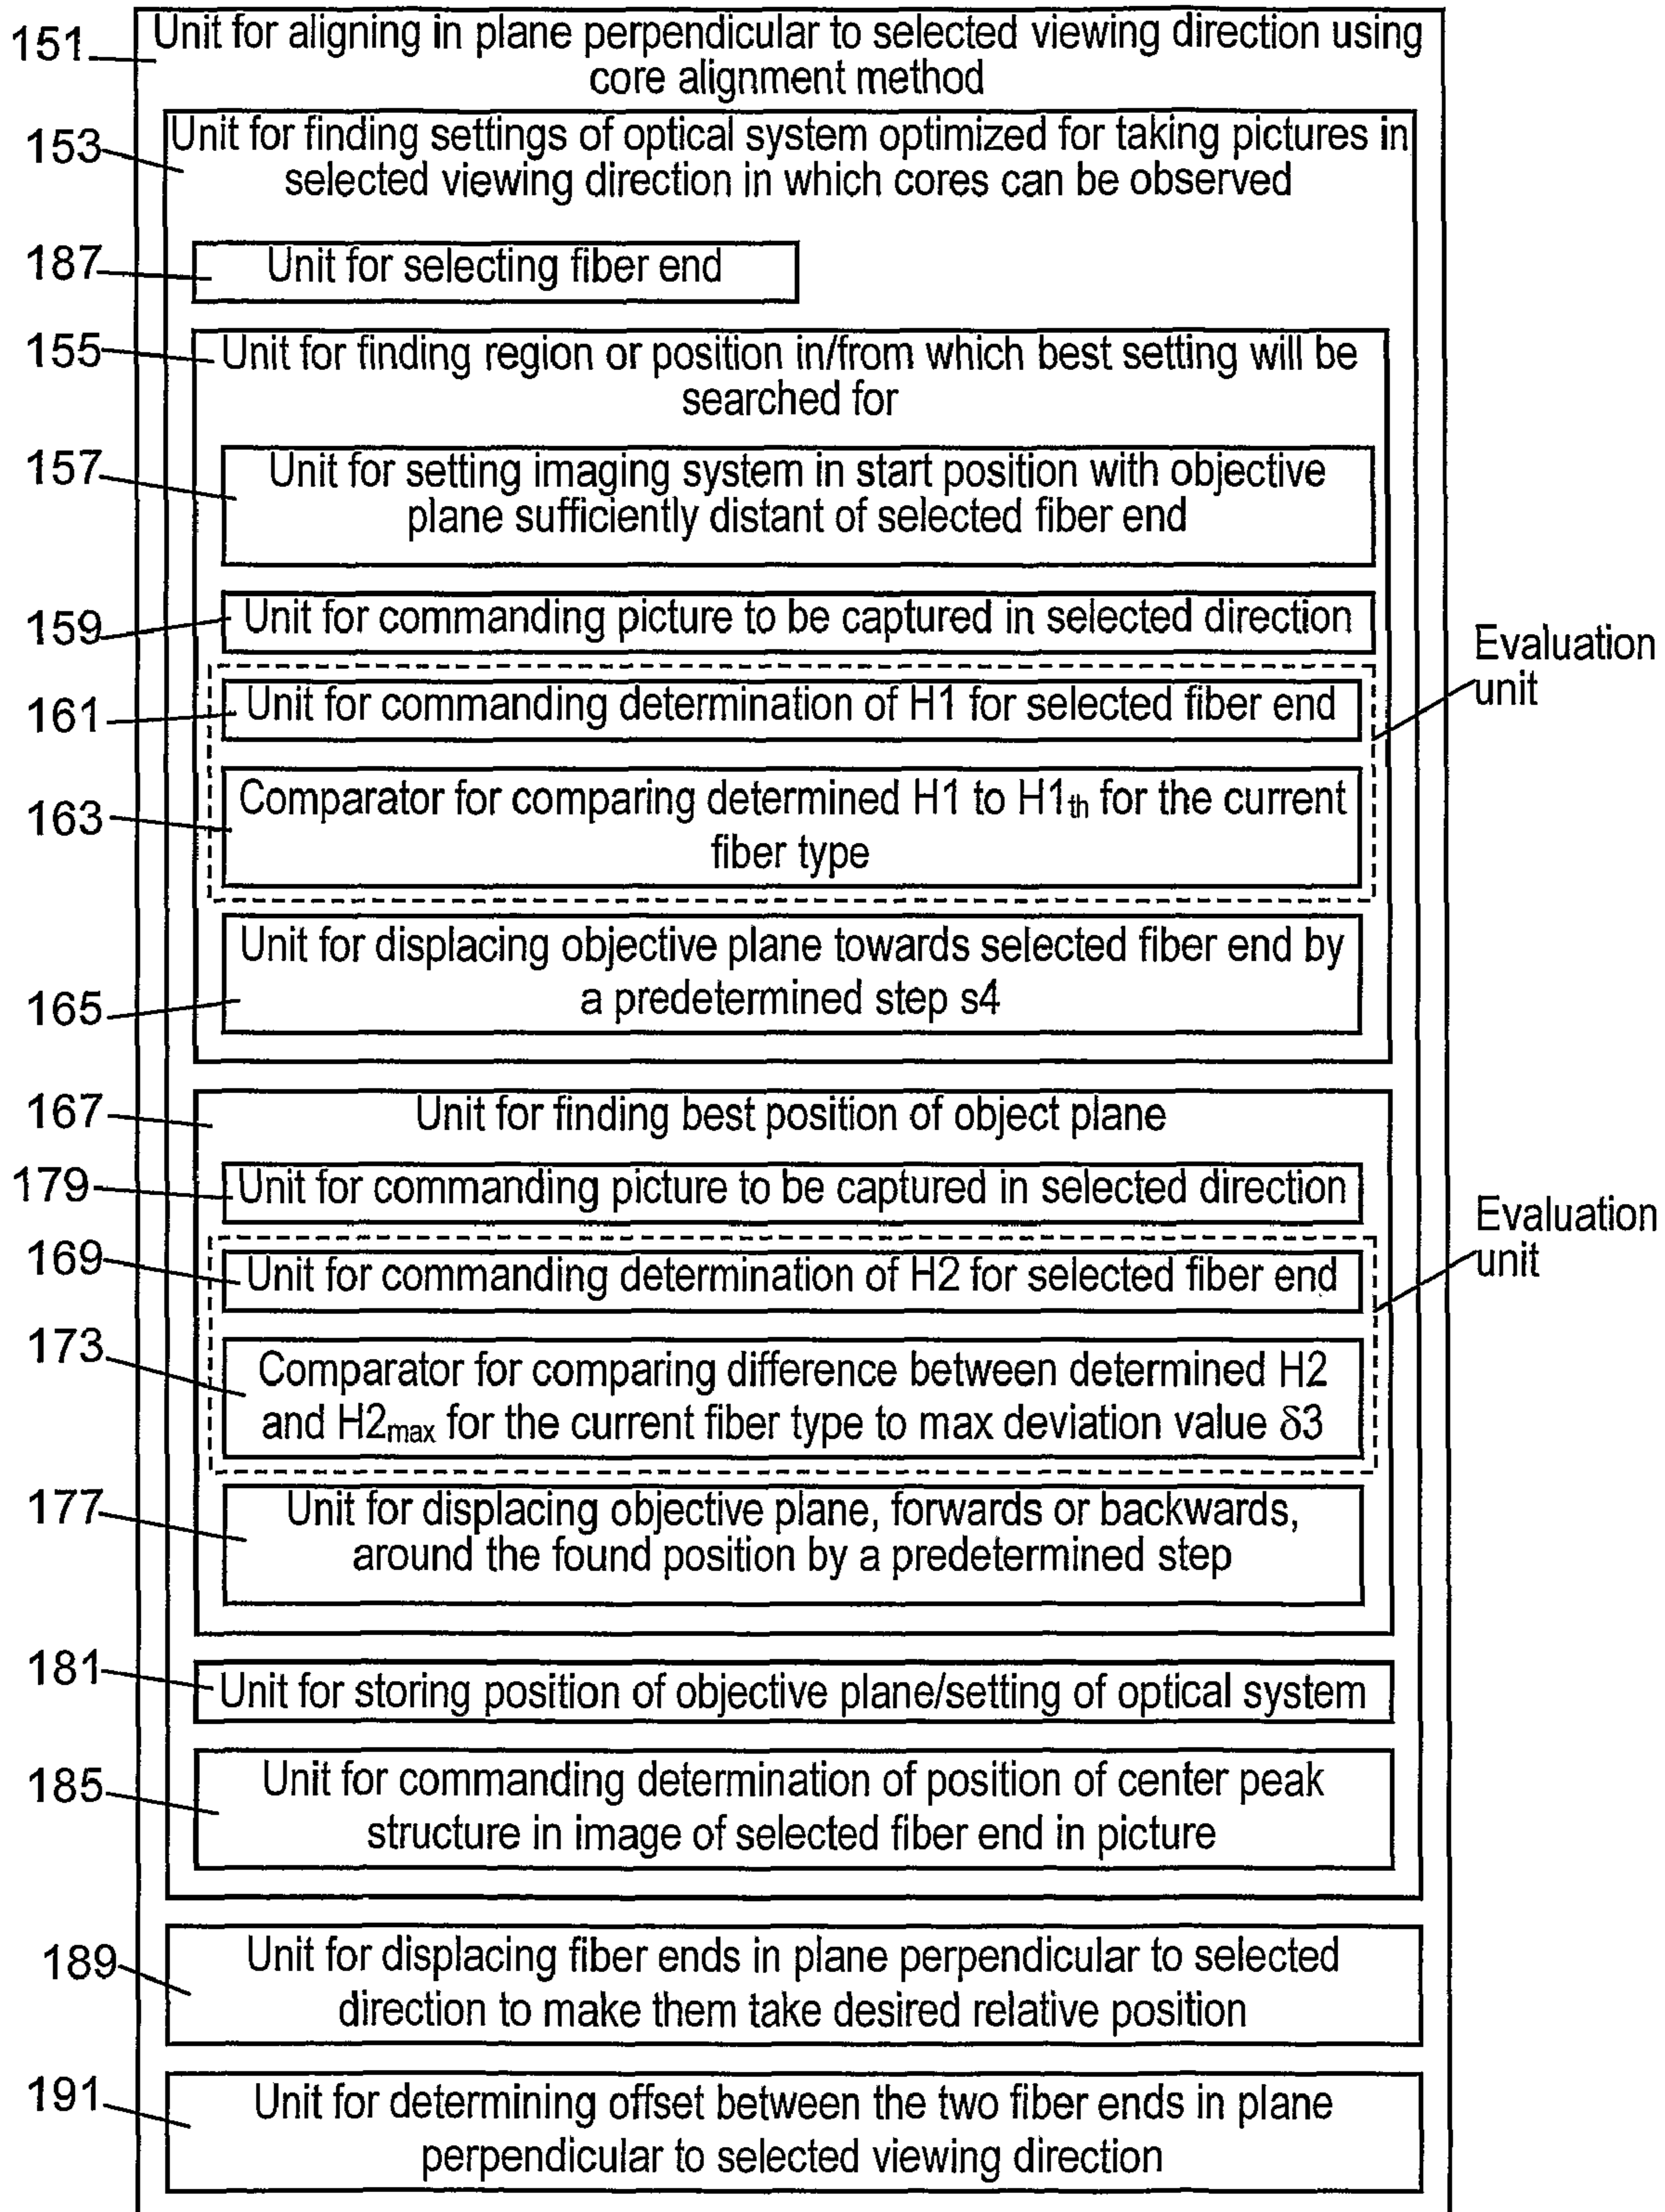 151
Unit for aligning in plane perpendicular to selected viewing direction using
core alignment method
153
Unit for finding settings of optical system optimized for taking pictures in
selected viewing direction in which cores can be observed
187
Unit for selecting fiber end
155
Unit for finding region or position in/from which best setting will be
searched for
157
Unit for setting imaging system in start position with objective
plane sufficiently distant of selected fiber end
159
Unit for commanding picture to be captured in selected direction
Evaluation
unit
161
Unit for commanding determination of H1 for selected fiber end
163
Comparator for comparing determined H1 to H1th for the current
fiber type
165
Unit for displacing objective plane towards selected fiber end by
a predetermined step s4
167
Unit for finding best position of object plane
179
Unit for commanding picture to be captured in selected direction
Evaluation
unit
169
Unit for commanding determination of H2 for selected fiber end
173
Comparator for comparing difference between determined H2
and H2max for the current fiber type to max deviation value δ3
177
Unit for displacing objective plane, forwards or backwards,
around the found position by a predetermined step
181
Unit for storing position of objective plane/setting of optical system
185
Unit for commanding determination of position of center peak
structure in image of selected fiber end in picture
189
Unit for displacing fiber ends in plane perpendicular to selected
direction to make them take desired relative position
191
Unit for determining offset between the two fiber ends in plane
perpendicular to selected viewing direction